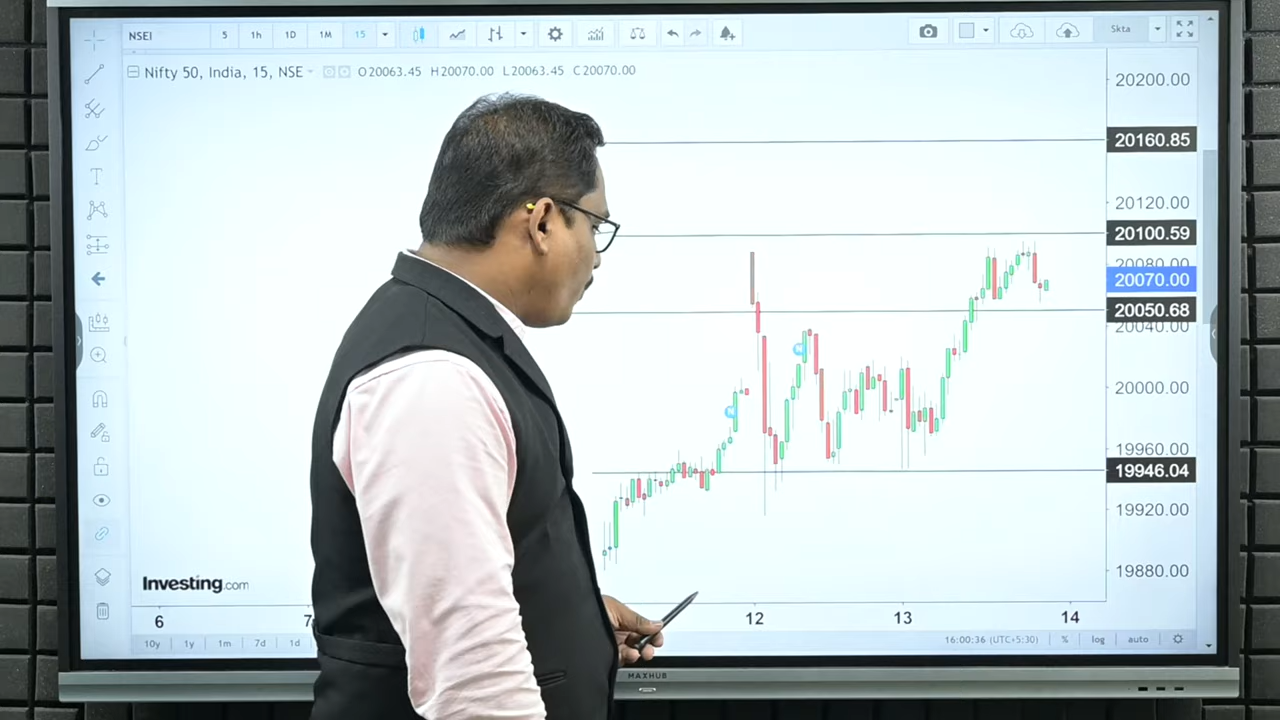 NSEI 5 1h 1D 1M 15 Skta
Nifty 50, India, 15, NSE O20063.45 H20070.00 L20063.45 C20070.00
20200.00
20160.85
20120.00
20100.59
20080.00
20070.00
20050.68
20040.00
20000.00
19960.00
19946.04
19920.00
19880.00
Investing.com
6 7 12 13 14
10y 1y 1m 7d 1d 16:00:36 (UTC+5:30) % log auto
MAXHUB